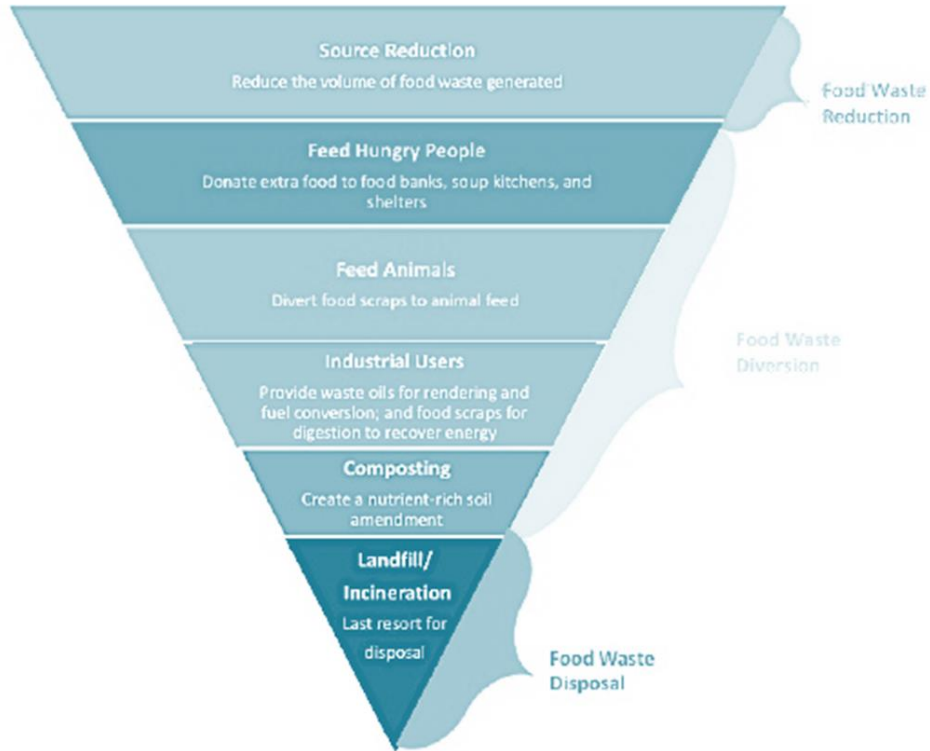 Source Reduction
Reduce the volume of food waste generated
Food Waste
Reduction
Feed Hungry People
Donate extra food to food banks, soup kitchens, and
shelters
Feed Animals
Divert food scraps to animal feed
Food Waste
Diversion
Industrial Users
Provide waste oils for rendering and
fuel conversion; and food scraps for
digestion to recover energy
Composting
Create a nutrient-rich soil
amendment
Landfill/
Incineration
Last resort for
disposal
Food Waste
Disposal